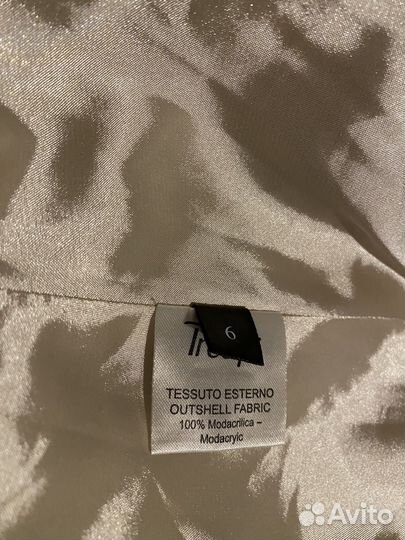 6
TESSUTO ESTERNO
OUTSHELL FABRIC
100% Modacrilica –
Modacryic
Avito